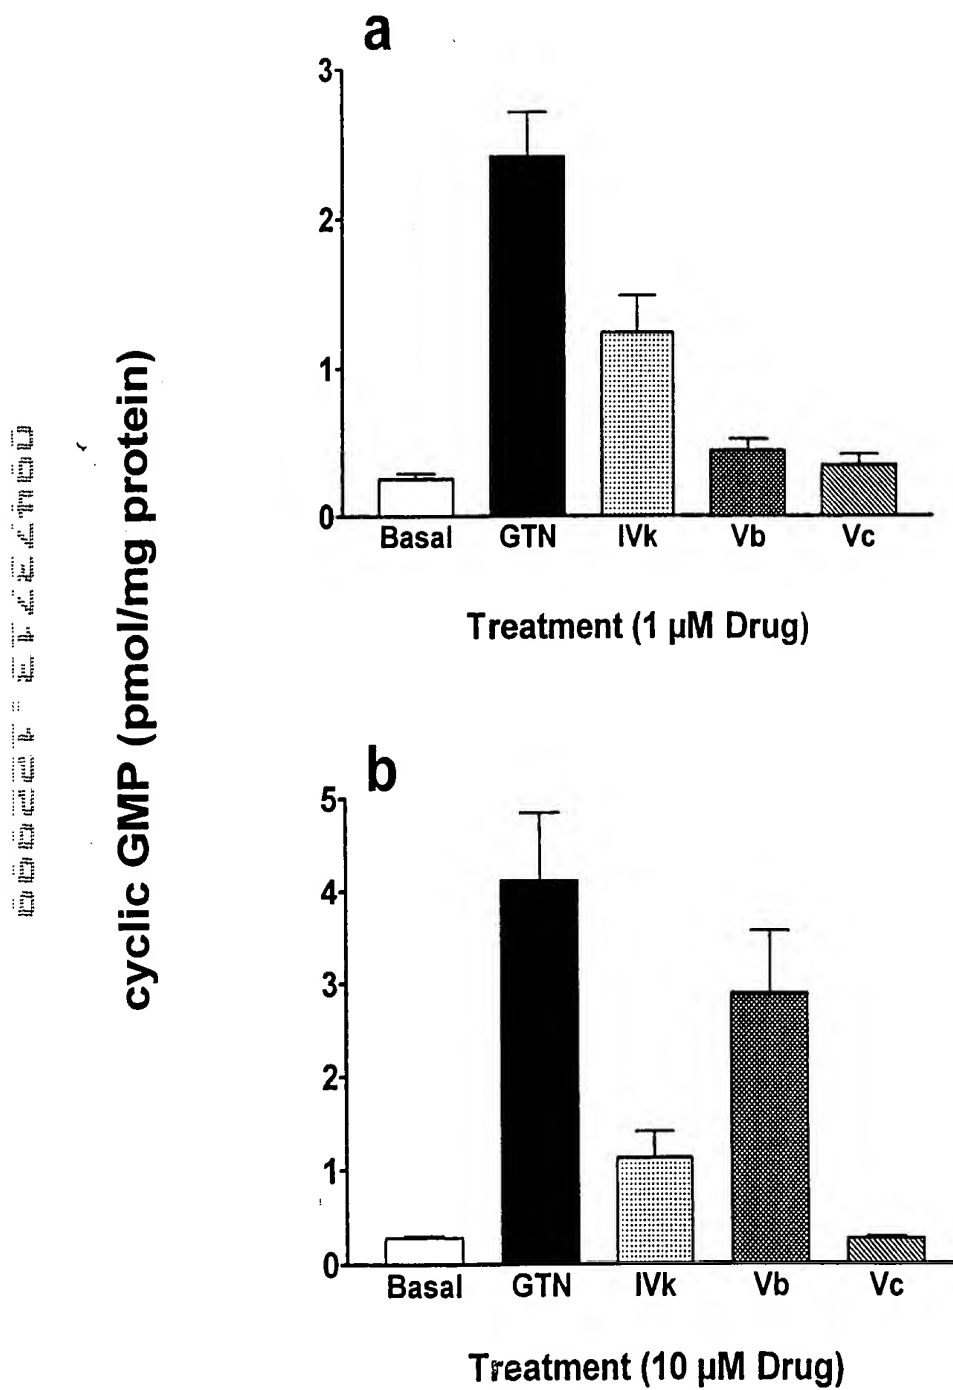 a
3
2
1
0
Basal GTN IVk Vb Vc
Treatment (1 µM Drug)
cyclic GMP (pmol/mg protein)
b
5
4
3
2
1
0
Basal GTN IVk Vb Vc
Treatment (10 µM Drug)